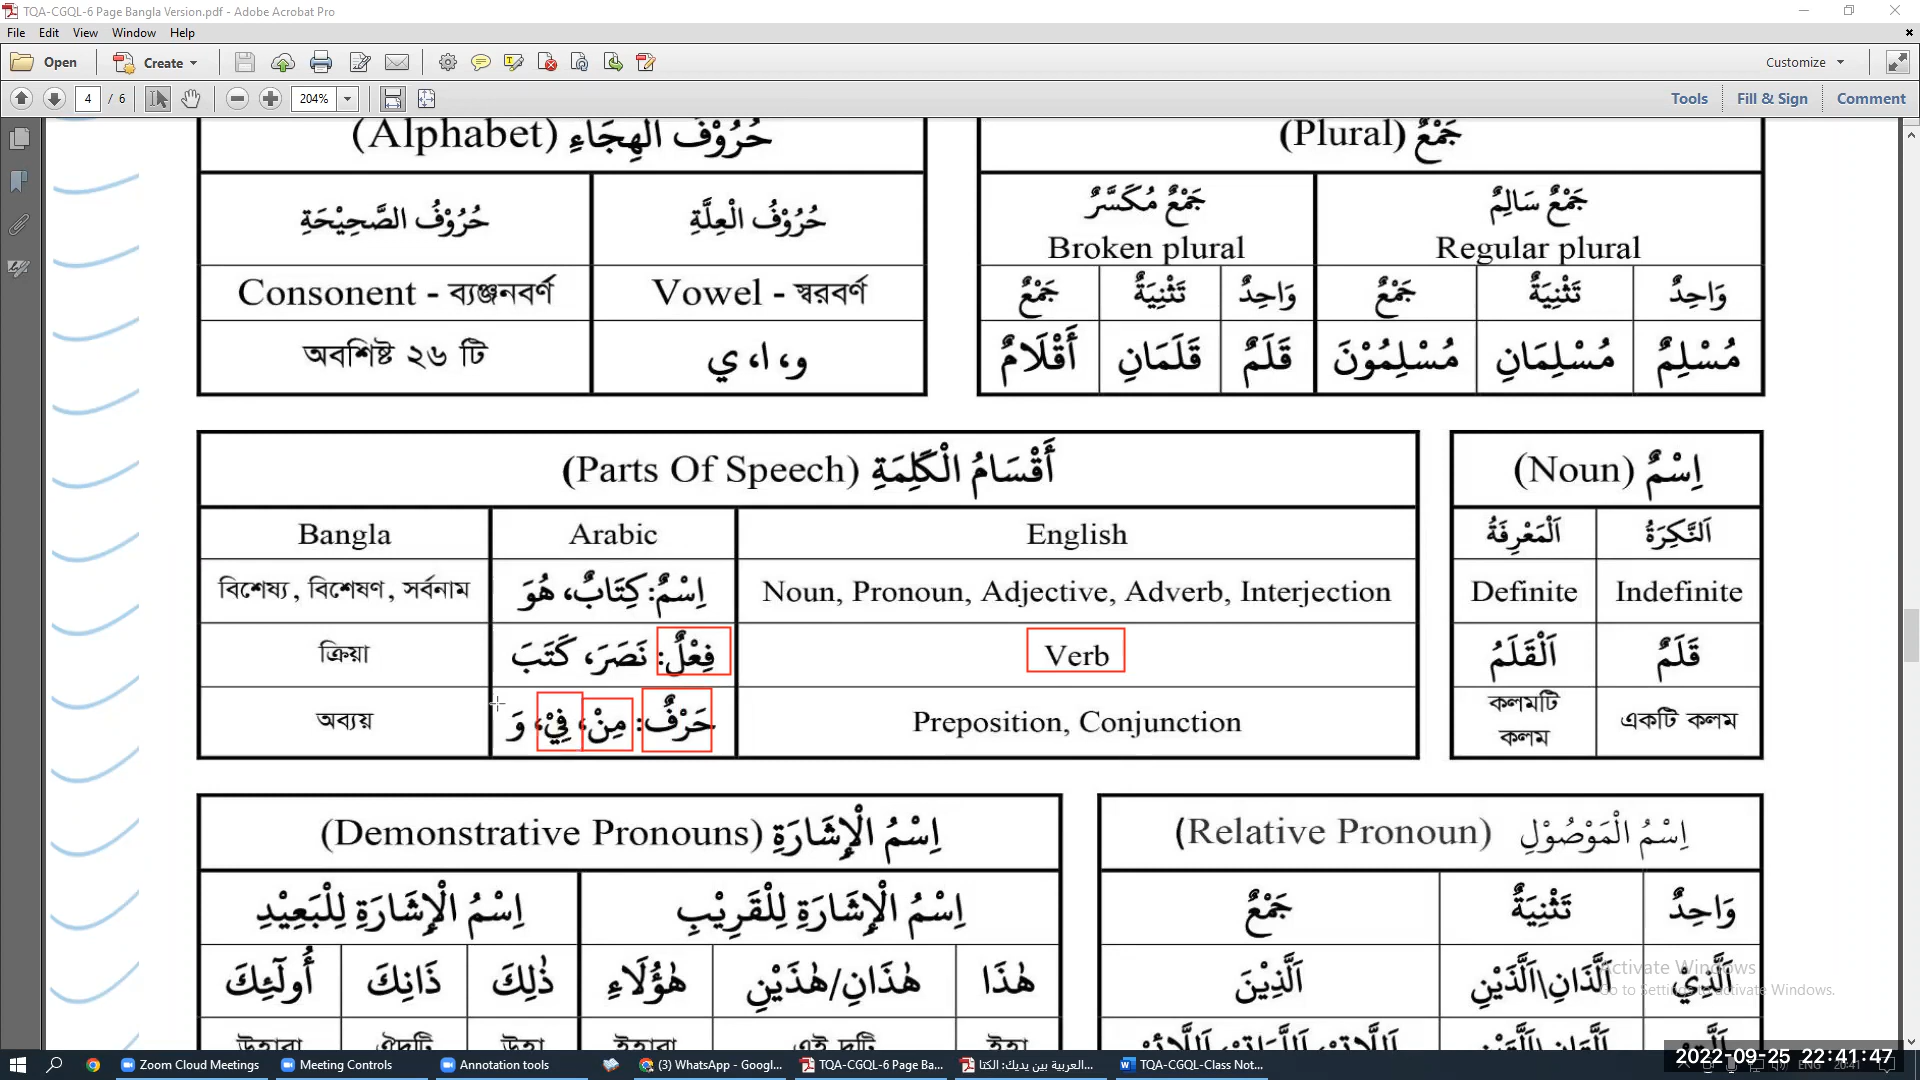 TQA-CGQL-6 Page Bangla Version.pdf - Adobe Acrobat Pro
File Edit View Window Help
Open Create Customize
4 / 6 204% Tools Fill & Sign Comment
(Alphabet) حُرُوْفُ الْهِجَاءِ
حُرُوْفُ الصَّحِيْحَةِ حُرُوْفُ الْعِلَّةِ
Consonent - ব্যঞ্জনবর্ণ Vowel - স্বরবর্ণ
অবশিষ্ট ২৬ টি و، ا، ي
(Plural) جَمْعٌ
جَمْعٌ مُكَسَّرٌ جَمْعٌ سَالِمٌ
Broken plural Regular plural
جَمْعٌ تَثْنِيَةٌ وَاحِدٌ جَمْعٌ تَثْنِيَةٌ وَاحِدٌ
أَقْلَامٌ قَلَمَانِ قَلَمٌ مُسْلِمُوْنَ مُسْلِمَانِ مُسْلِمٌ
(Parts Of Speech) أَقْسَامُ الْكَلِمَةِ
Bangla Arabic English
বিশেষ্য, বিশেষণ, সর্বনাম اِسْمٌ: كِتَابٌ، هُوَ Noun, Pronoun, Adjective, Adverb, Interjection
ক্রিয়া فِعْلٌ: نَصَرَ، كَتَبَ Verb
অব্যয় حَرْفٌ: مِنْ، فِيْ، وَ Preposition, Conjunction
(Noun) اِسْمٌ
اَلْمَعْرِفَةُ اَلنَّكِرَةُ
Definite Indefinite
اَلْقَلَمُ قَلَمٌ
কলমটি
কলম একটি কলম
(Demonstrative Pronouns) اِسْمُ الْإِشَارَةِ
اِسْمُ الْإِشَارَةِ لِلْبَعِيْدِ اِسْمُ الْإِشَارَةِ لِلْقَرِيْبِ
أُولٓئِكَ ذَانِكَ ذٰلِكَ هٰؤُلَاءِ هٰذَانِ/هٰذَيْنِ هٰذَا
(Relative Pronoun) اِسْمُ الْمَوْصُوْلِ
جَمْعٌ تَثْنِيَةٌ وَاحِدٌ
اَلَّذِيْنَ اَلَّذَانِ\اَلَّذَيْنِ اَلَّذِيْ
Activate Windows
Go to Settings to activate Windows.
Zoom Cloud Meetings Meeting Controls Annotation tools (3) WhatsApp - Googl... TQA-CGQL-6 Page Ba... العربية بين يديك: الكتا... TQA-CGQL-Class Not...
2022-09-25 22:41:47